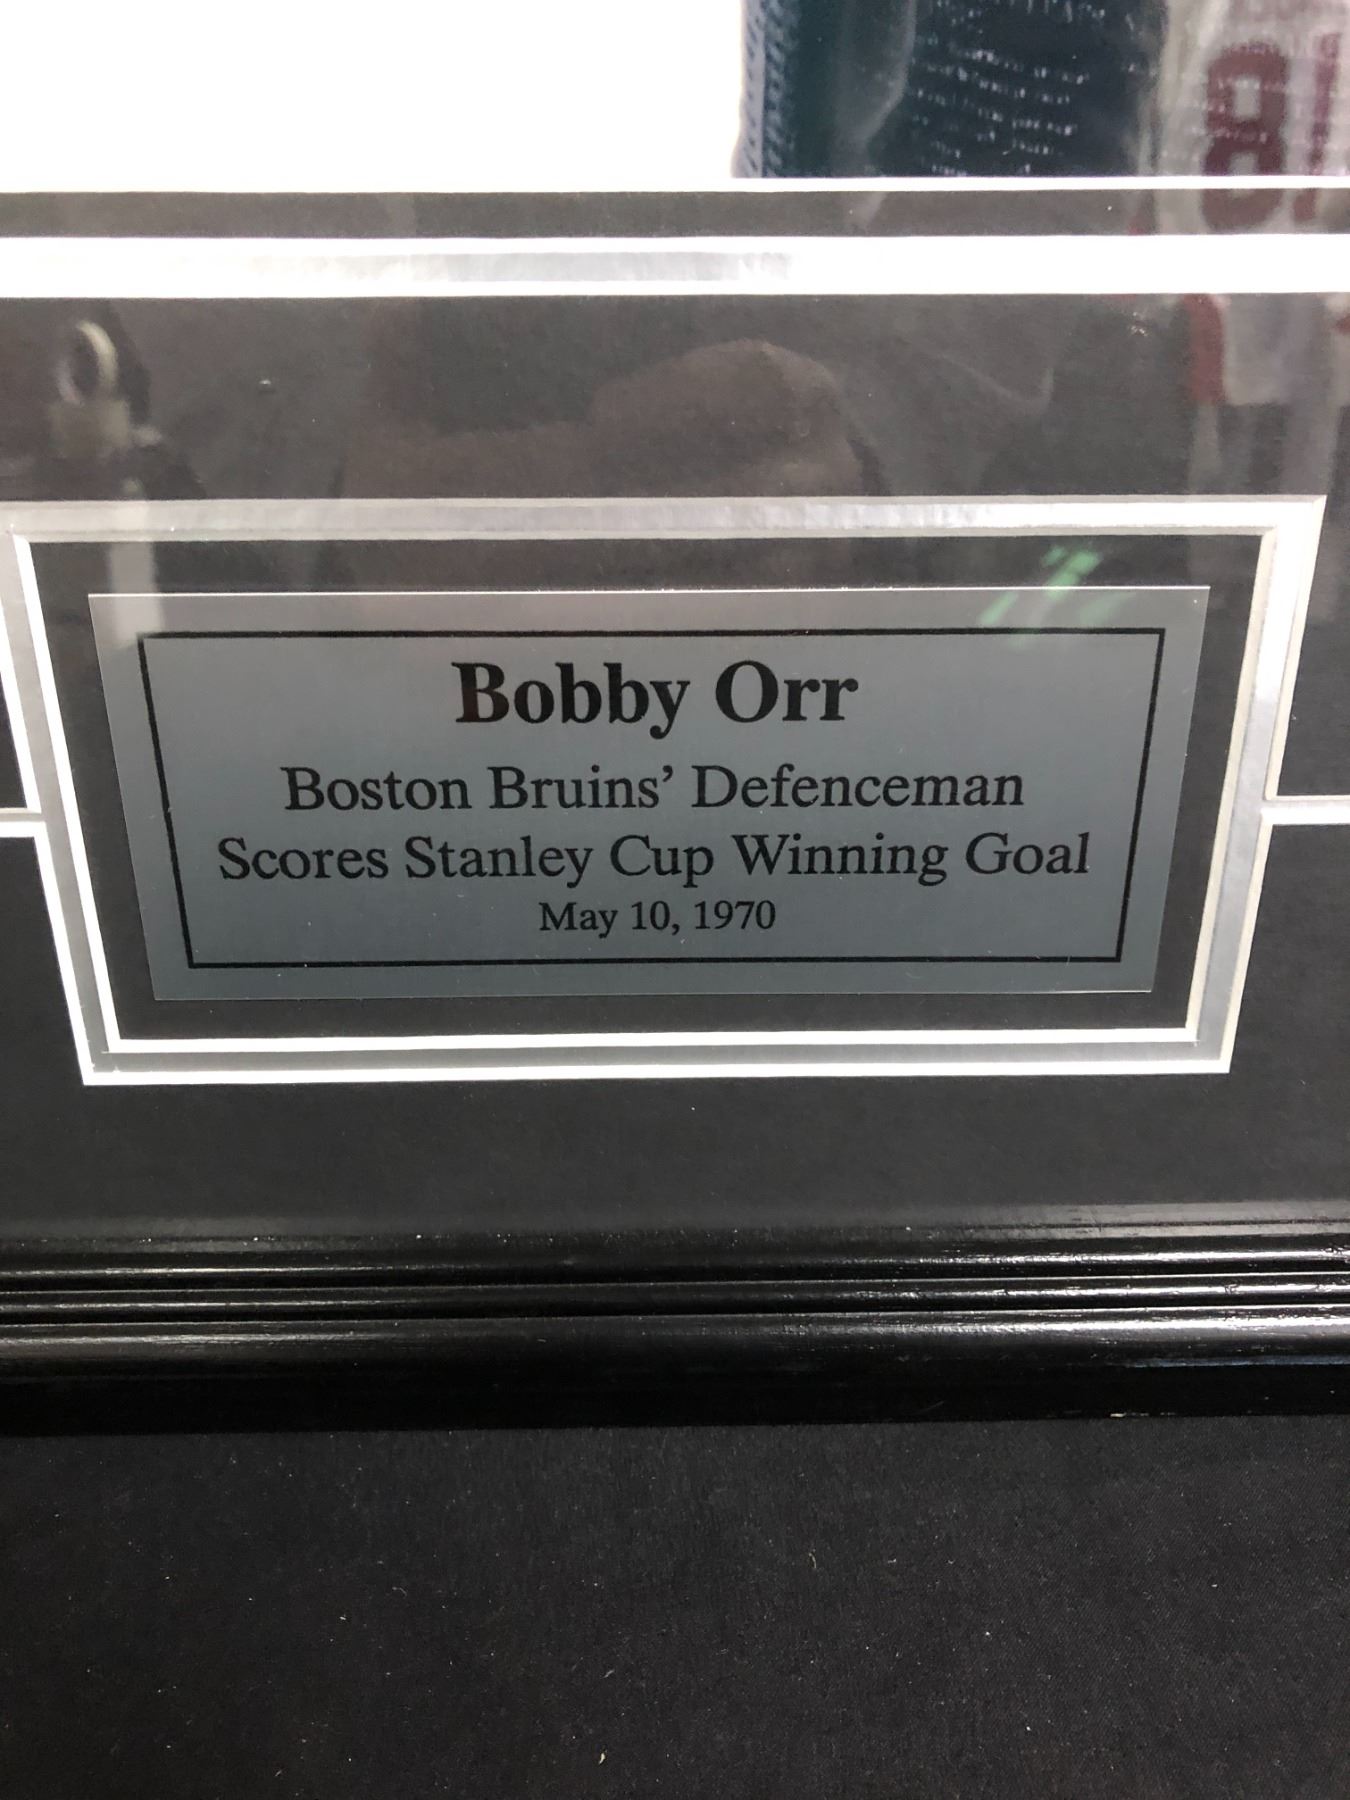 Bobby Orr
Boston Bruins’ Defenceman
Scores Stanley Cup Winning Goal
May 10, 1970